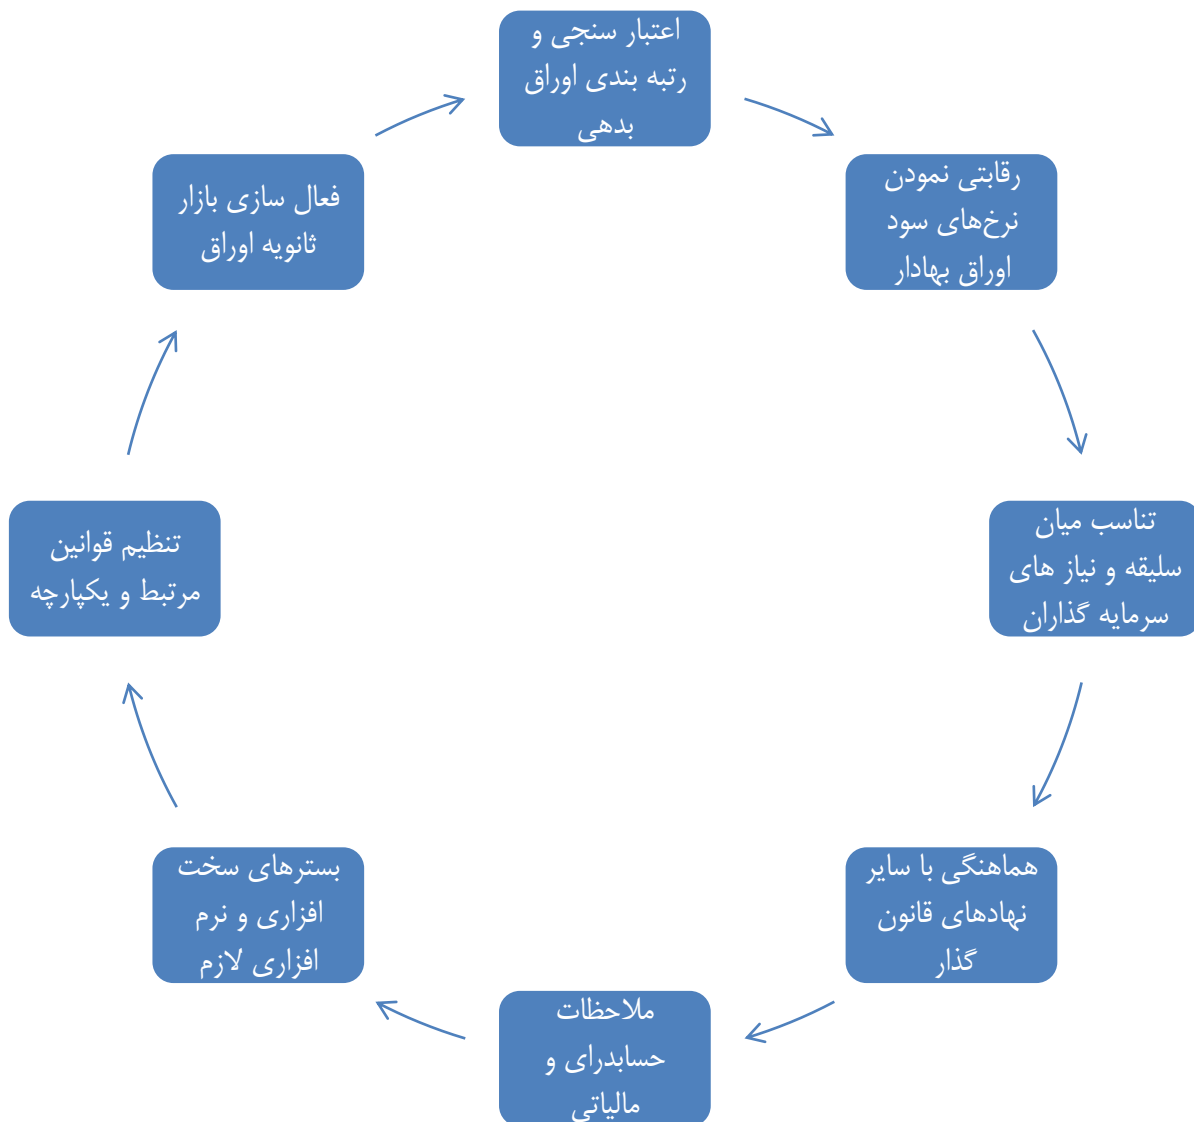 اعتبار سنجی و
رتبه بندی اوراق
بدهی
رقابتی نمودن
نرخ‌های سود
اوراق بهادار
تناسب میان
سلیقه و نیاز های
سرمایه گذاران
هماهنگی با سایر
نهادهای قانون
گذار
ملاحظات
حسابدرای و
مالیاتی
بسترهای سخت
افزاری و نرم
افزاری لازم
تنظیم قوانین
مرتبط و یکپارچه
فعال سازی بازار
ثانویه اوراق